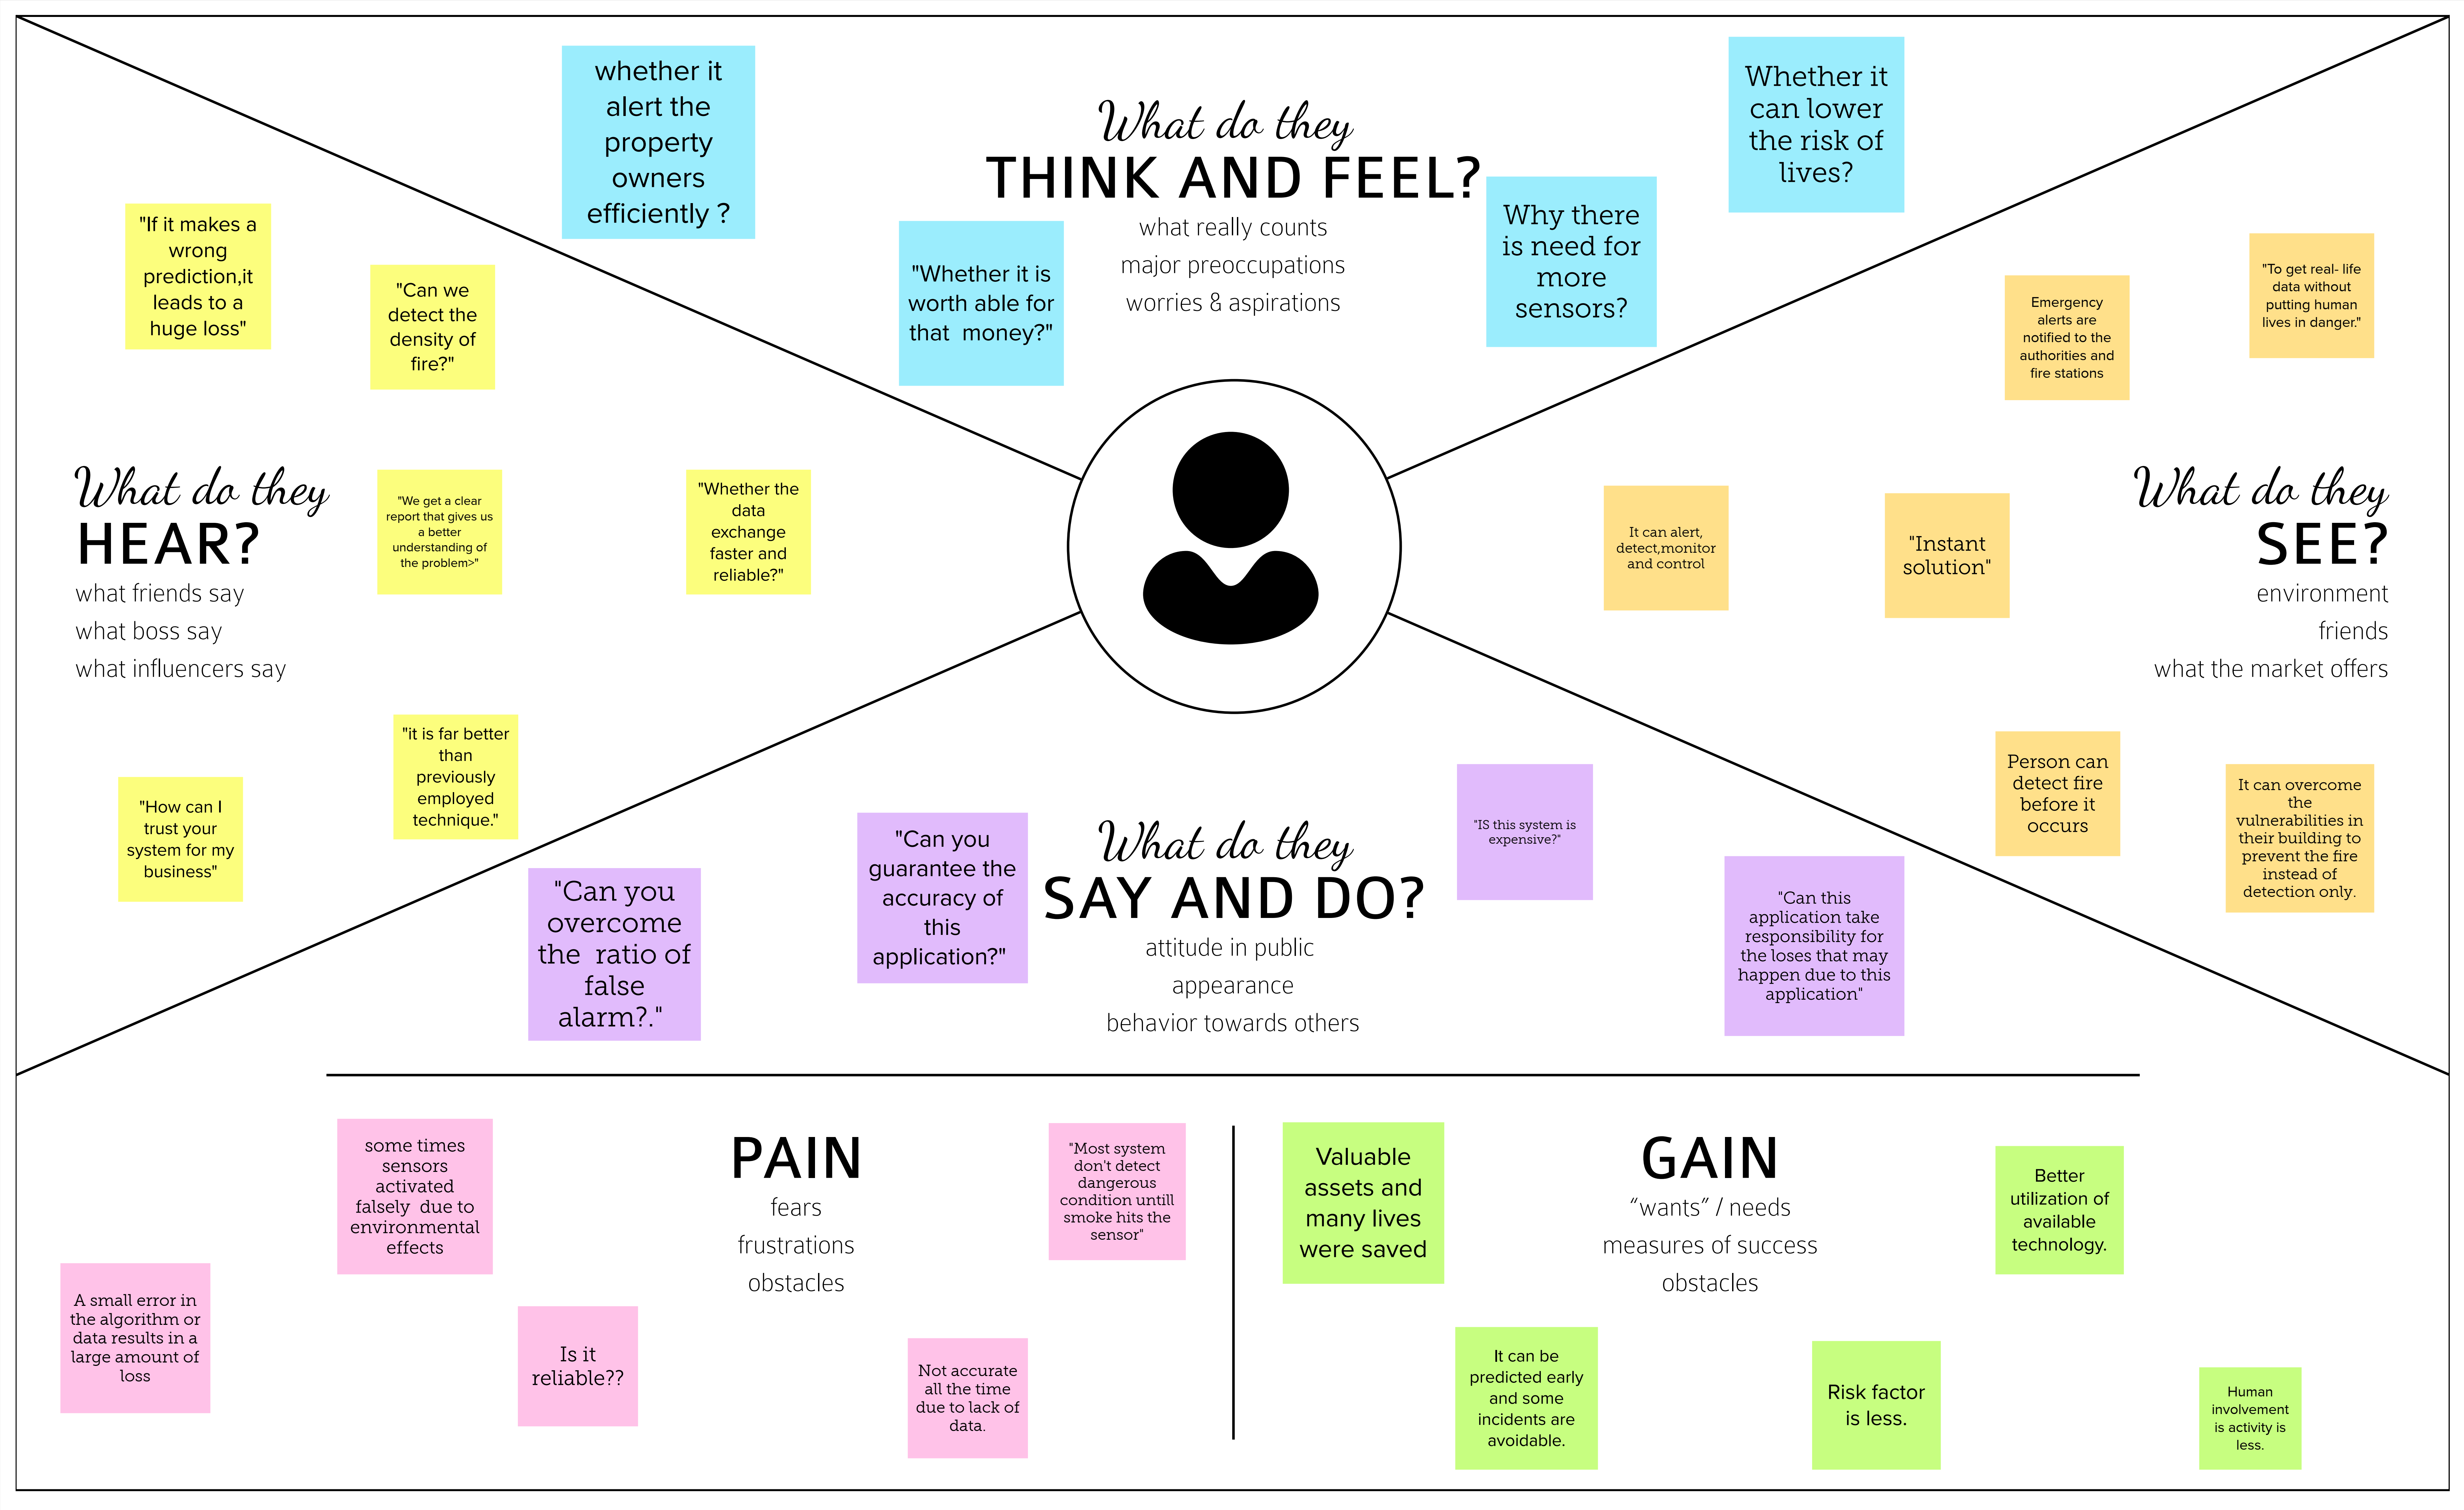 What do they
THINK AND FEEL?
what really counts
major preoccupations
worries & aspirations
whether it
alert the
property
owners
efficiently ?
"Whether it is
worth able for
that money?"
Why there
is need for
more
sensors?
Whether it
can lower
the risk of
lives?
What do they
HEAR?
what friends say
what boss say
what influencers say
"If it makes a
wrong
prediction,it
leads to a
huge loss"
"Can we
detect the
density of
fire?"
"We get a clear
report that gives us
a better
understanding of
the problem>"
"Whether the
data
exchange
faster and
reliable?"
"it is far better
than
previously
employed
technique."
"How can I
trust your
system for my
business"
What do they
SEE?
environment
friends
what the market offers
Emergency
alerts are
notified to the
authorities and
fire stations
"To get real- life
data without
putting human
lives in danger."
It can alert,
detect,monitor
and control
"Instant
solution"
Person can
detect fire
before it
occurs
It can overcome
the
vulnerabilities in
their building to
prevent the fire
instead of
detection only.
What do they
SAY AND DO?
attitude in public
appearance
behavior towards others
"Can you
overcome
the ratio of
false
alarm?."
"Can you
guarantee the
accuracy of
this
application?"
"IS this system is
expensive?"
"Can this
application take
responsibility for
the loses that may
happen due to this
application"
PAIN
fears
frustrations
obstacles
some times
sensors
activated
falsely due to
environmental
effects
"Most system
don't detect
dangerous
condition untill
smoke hits the
sensor"
A small error in
the algorithm or
data results in a
large amount of
loss
Is it
reliable??
Not accurate
all the time
due to lack of
data.
GAIN
“wants” / needs
measures of success
obstacles
Valuable
assets and
many lives
were saved
Better
utilization of
available
technology.
It can be
predicted early
and some
incidents are
avoidable.
Risk factor
is less.
Human
involvement
is activity is
less.